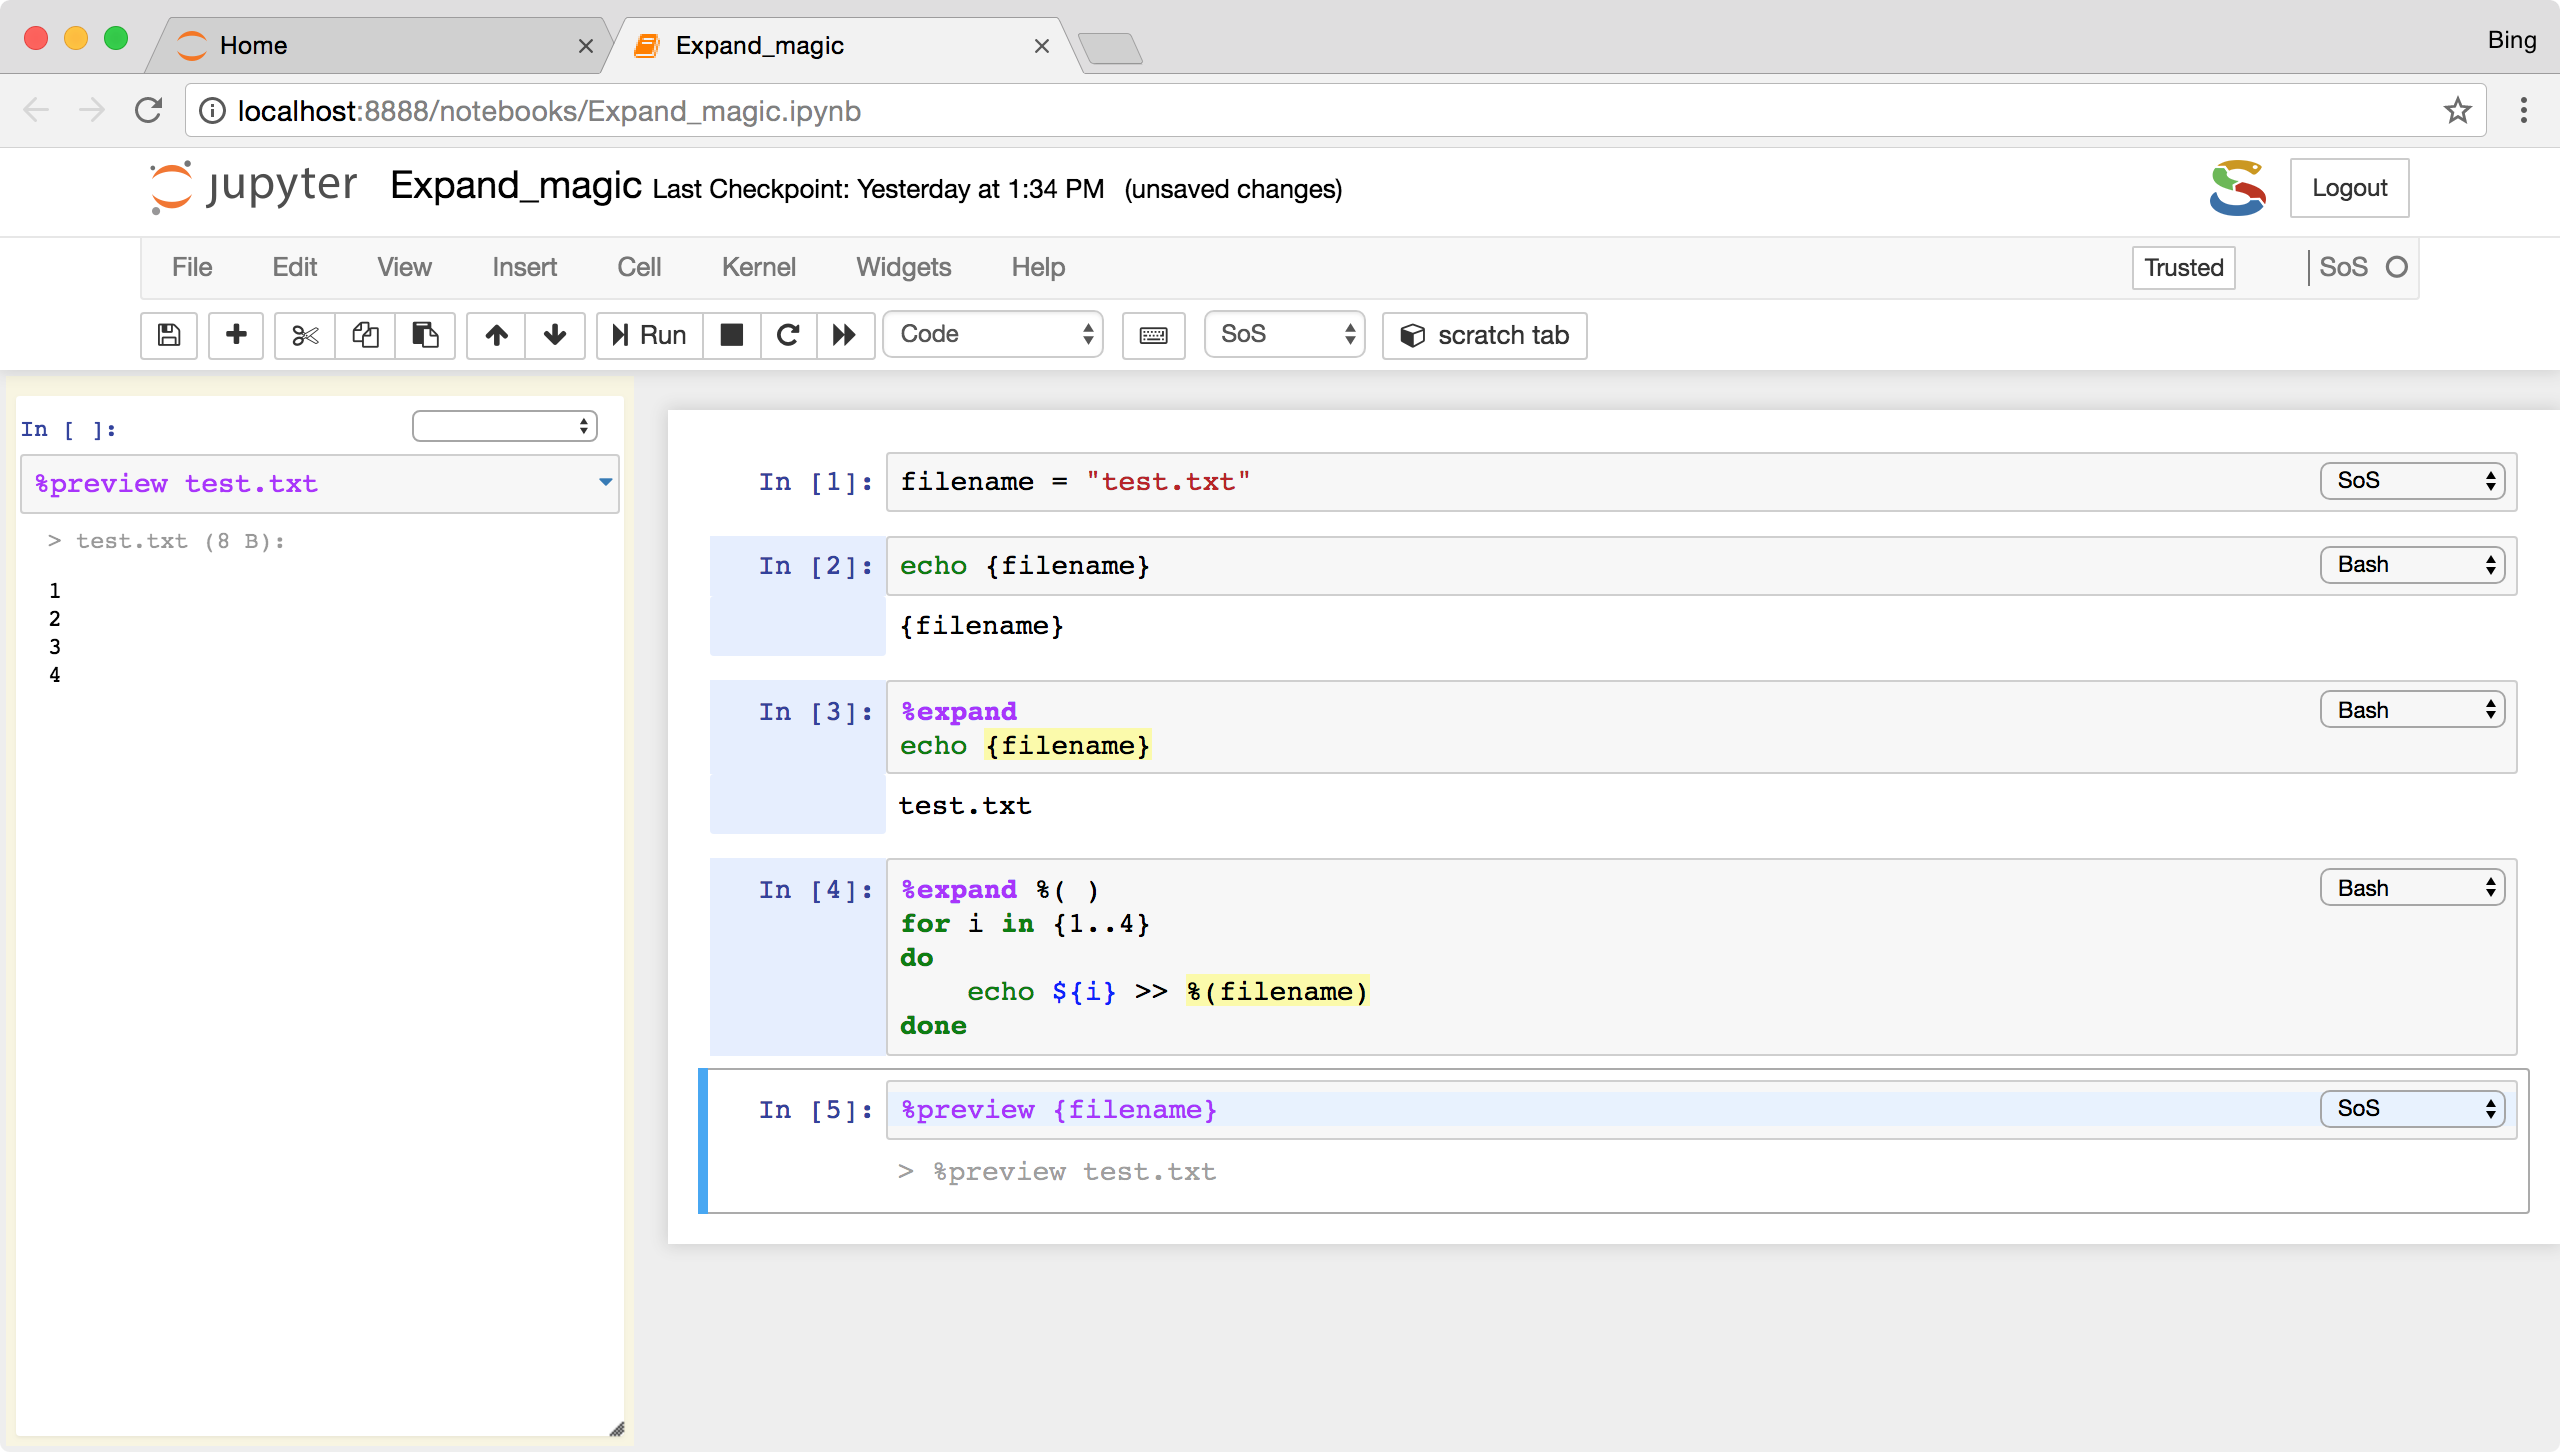 Home
Expand_magic
Bing
localhost:8888/notebooks/Expand_magic.ipynb
jupyter Expand_magic Last Checkpoint: Yesterday at 1:34 PM (unsaved changes)
Logout
File Edit View Insert Cell Kernel Widgets Help
Trusted
SoS
Run
Code
SoS
scratch tab
In [ ]:
%preview test.txt
> test.txt (8 B):
1
2
3
4
In [1]: filename = "test.txt"
SoS
In [2]: echo {filename}
Bash
{filename}
In [3]: %expand
Bash
echo {filename}
test.txt
In [4]: %expand %( )
Bash
for i in {1..4}
do
    echo ${i} >> %(filename)
done
In [5]: %preview {filename}
SoS
> %preview test.txt